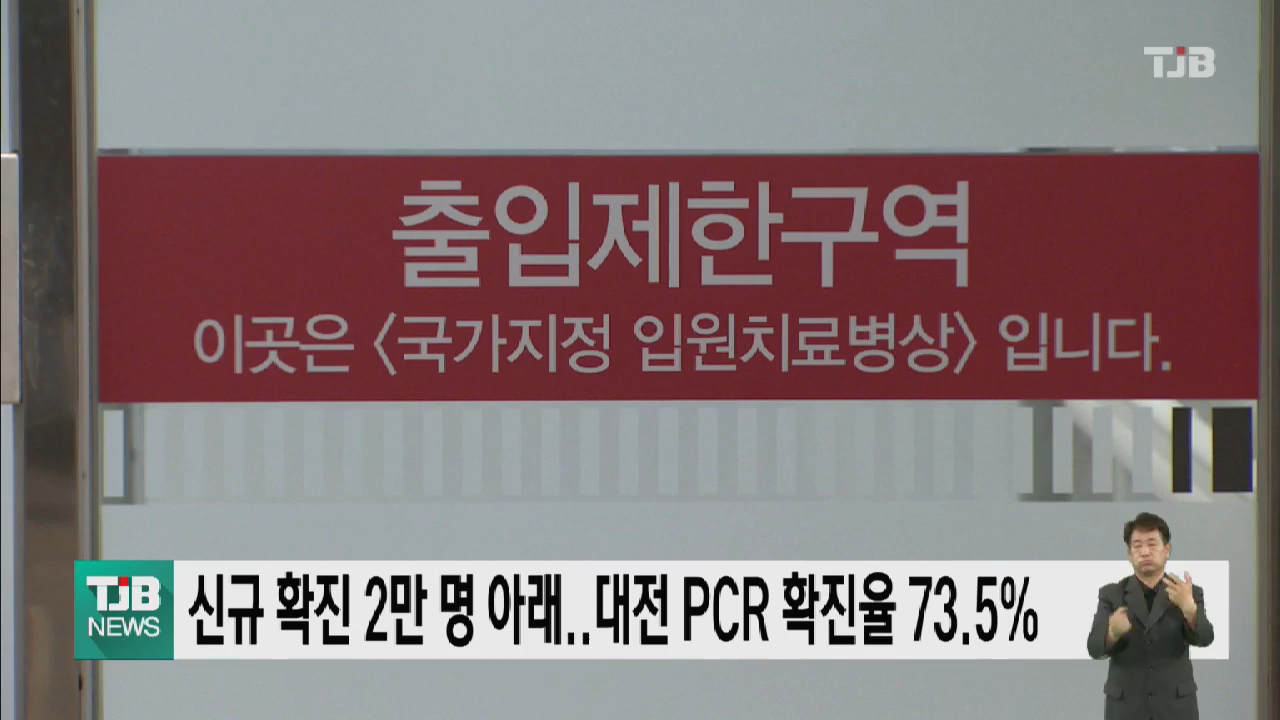 TJB
출입제한구역
이곳은 <국가지정 입원치료병상> 입니다.
TJB
NEWS
신규 확진 2만 명 아래..대전 PCR 확진율 73.5%